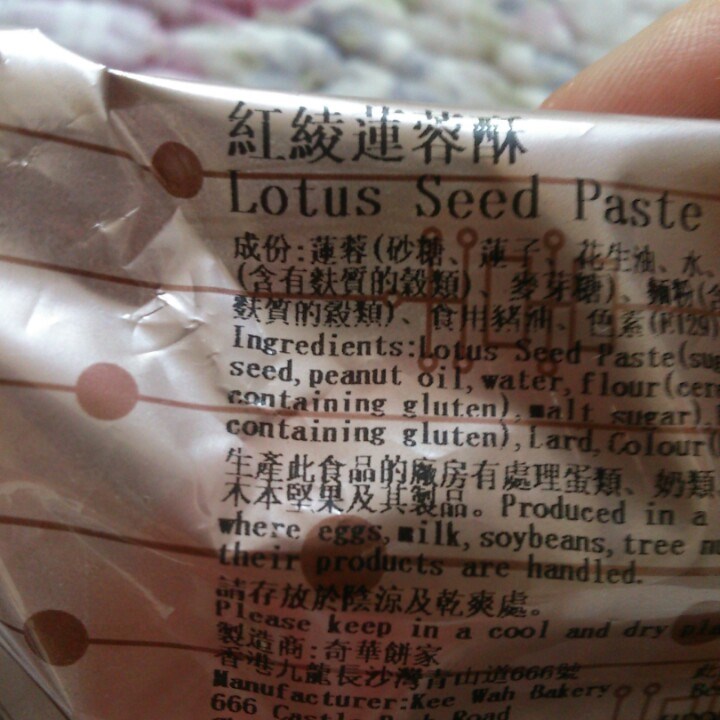 紅綾蓮蓉酥
Lotus Seed Paste
成份:蓮蓉(砂糖、蓮子、花生油、水、
(含有麩質的穀類)、麥芽糖)、麵粉(含
麩質的穀類)、食用豬油、色素(E129)
Ingredients:Lotus Seed Paste(sug
seed,peanut oil,water,flour(cer
containing gluten),malt sugar),
containing gluten),Lard,Colour(
生產此食品的廠房有處理蛋類、奶類
木本堅果及其製品。Produced in a
where eggs,milk,soybeans,tree
their products are handled.
請存放於陰涼及乾爽處。
Please keep in a cool and dry
製造商:奇華餅家
香港九龍長沙灣青山道666號
Manufacturer:Kee Wah Bakery
666 Castle Peak Road